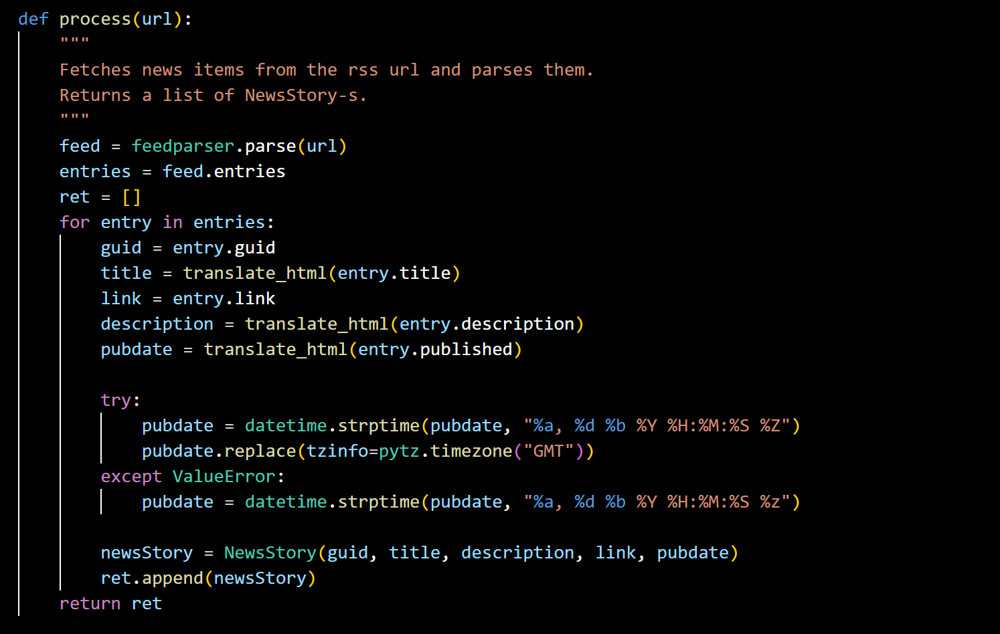 def process(url):
    """
    Fetches news items from the rss url and parses them.
    Returns a list of NewsStory-s.
    """
    feed = feedparser.parse(url)
    entries = feed.entries
    ret = []
    for entry in entries:
        guid = entry.guid
        title = translate_html(entry.title)
        link = entry.link
        description = translate_html(entry.description)
        pubdate = translate_html(entry.published)

        try:
            pubdate = datetime.strptime(pubdate, "%a, %d %b %Y %H:%M:%S %Z")
            pubdate.replace(tzinfo=pytz.timezone("GMT"))
        except ValueError:
            pubdate = datetime.strptime(pubdate, "%a, %d %b %Y %H:%M:%S %z")

        newsStory = NewsStory(guid, title, description, link, pubdate)
        ret.append(newsStory)
    return ret